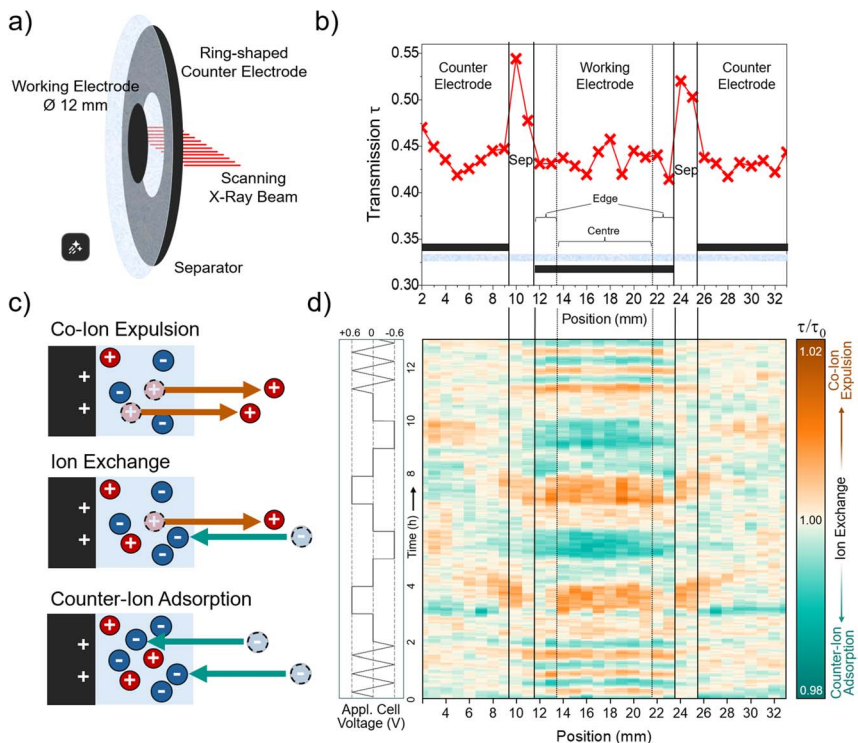 a)
Ring-shaped
Counter Electrode
Working Electrode
Ø 12 mm
Scanning
X-Ray Beam
Separator
b)
Transmission τ
0.55
0.50
0.45
0.40
0.35
0.30
Counter
Electrode
Working
Electrode
Counter
Electrode
Sep
Sep
Edge
Centre
2 4 6 8 10 12 14 16 18 20 22 24 26 28 30 32
Position (mm)
c)
Co-Ion Expulsion
+ + + + + + - - -
Ion Exchange
+ + + + + + - - - - -
Counter-Ion Adsorption
+ + + + + - - - - - - -
d)
+0.6 0 -0.6
12
10
8
6
4
2
0
Time (h)
Appl. Cell
Voltage (V)
4 6 8 10 12 14 16 18 20 22 24 26 28 30 32
Position (mm)
τ/τ0
1.02
1.00
0.98
Co-Ion
Expulsion
Ion Exchange
Counter-Ion
Adsorption